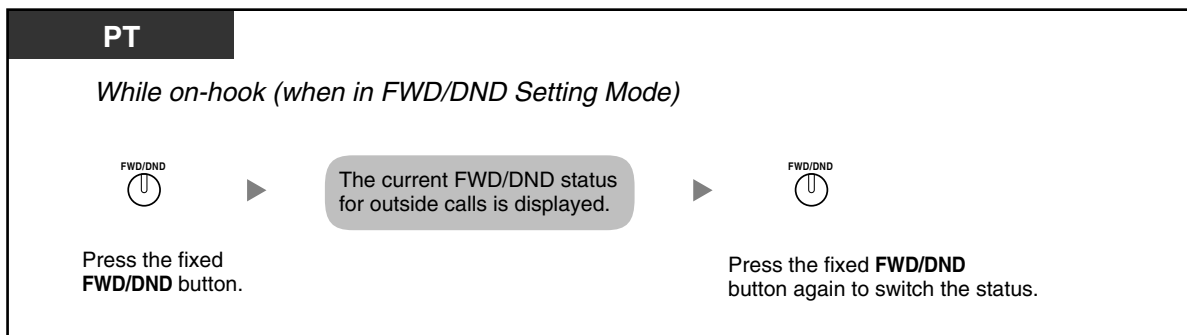 PT
While on-hook (when in FWD/DND Setting Mode)
FWD/DND
The current FWD/DND status
for outside calls is displayed.
FWD/DND
Press the fixed
FWD/DND button.
Press the fixed FWD/DND
button again to switch the status.